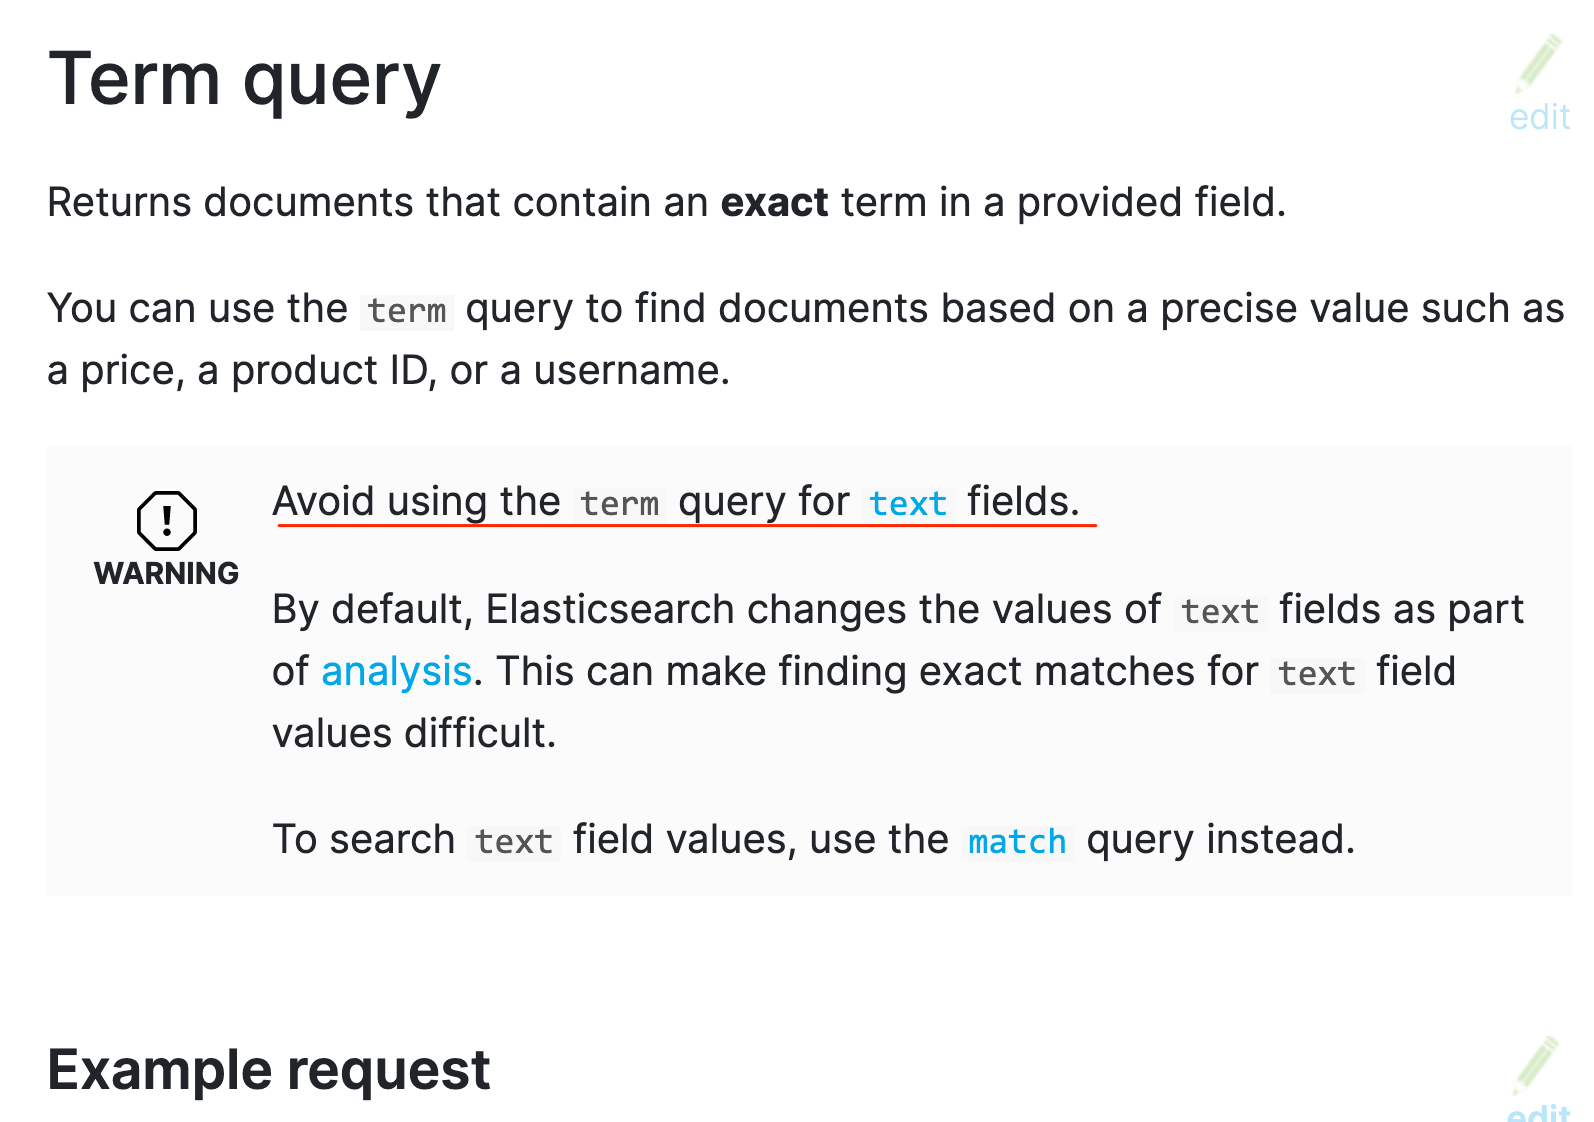 Term query
edit
Returns documents that contain an exact term in a provided field.
You can use the term query to find documents based on a precise value such as
a price, a product ID, or a username.
!
WARNING
Avoid using the term query for text fields.
By default, Elasticsearch changes the values of text fields as part
of analysis. This can make finding exact matches for text field
values difficult.
To search text field values, use the match query instead.
Example request
edit